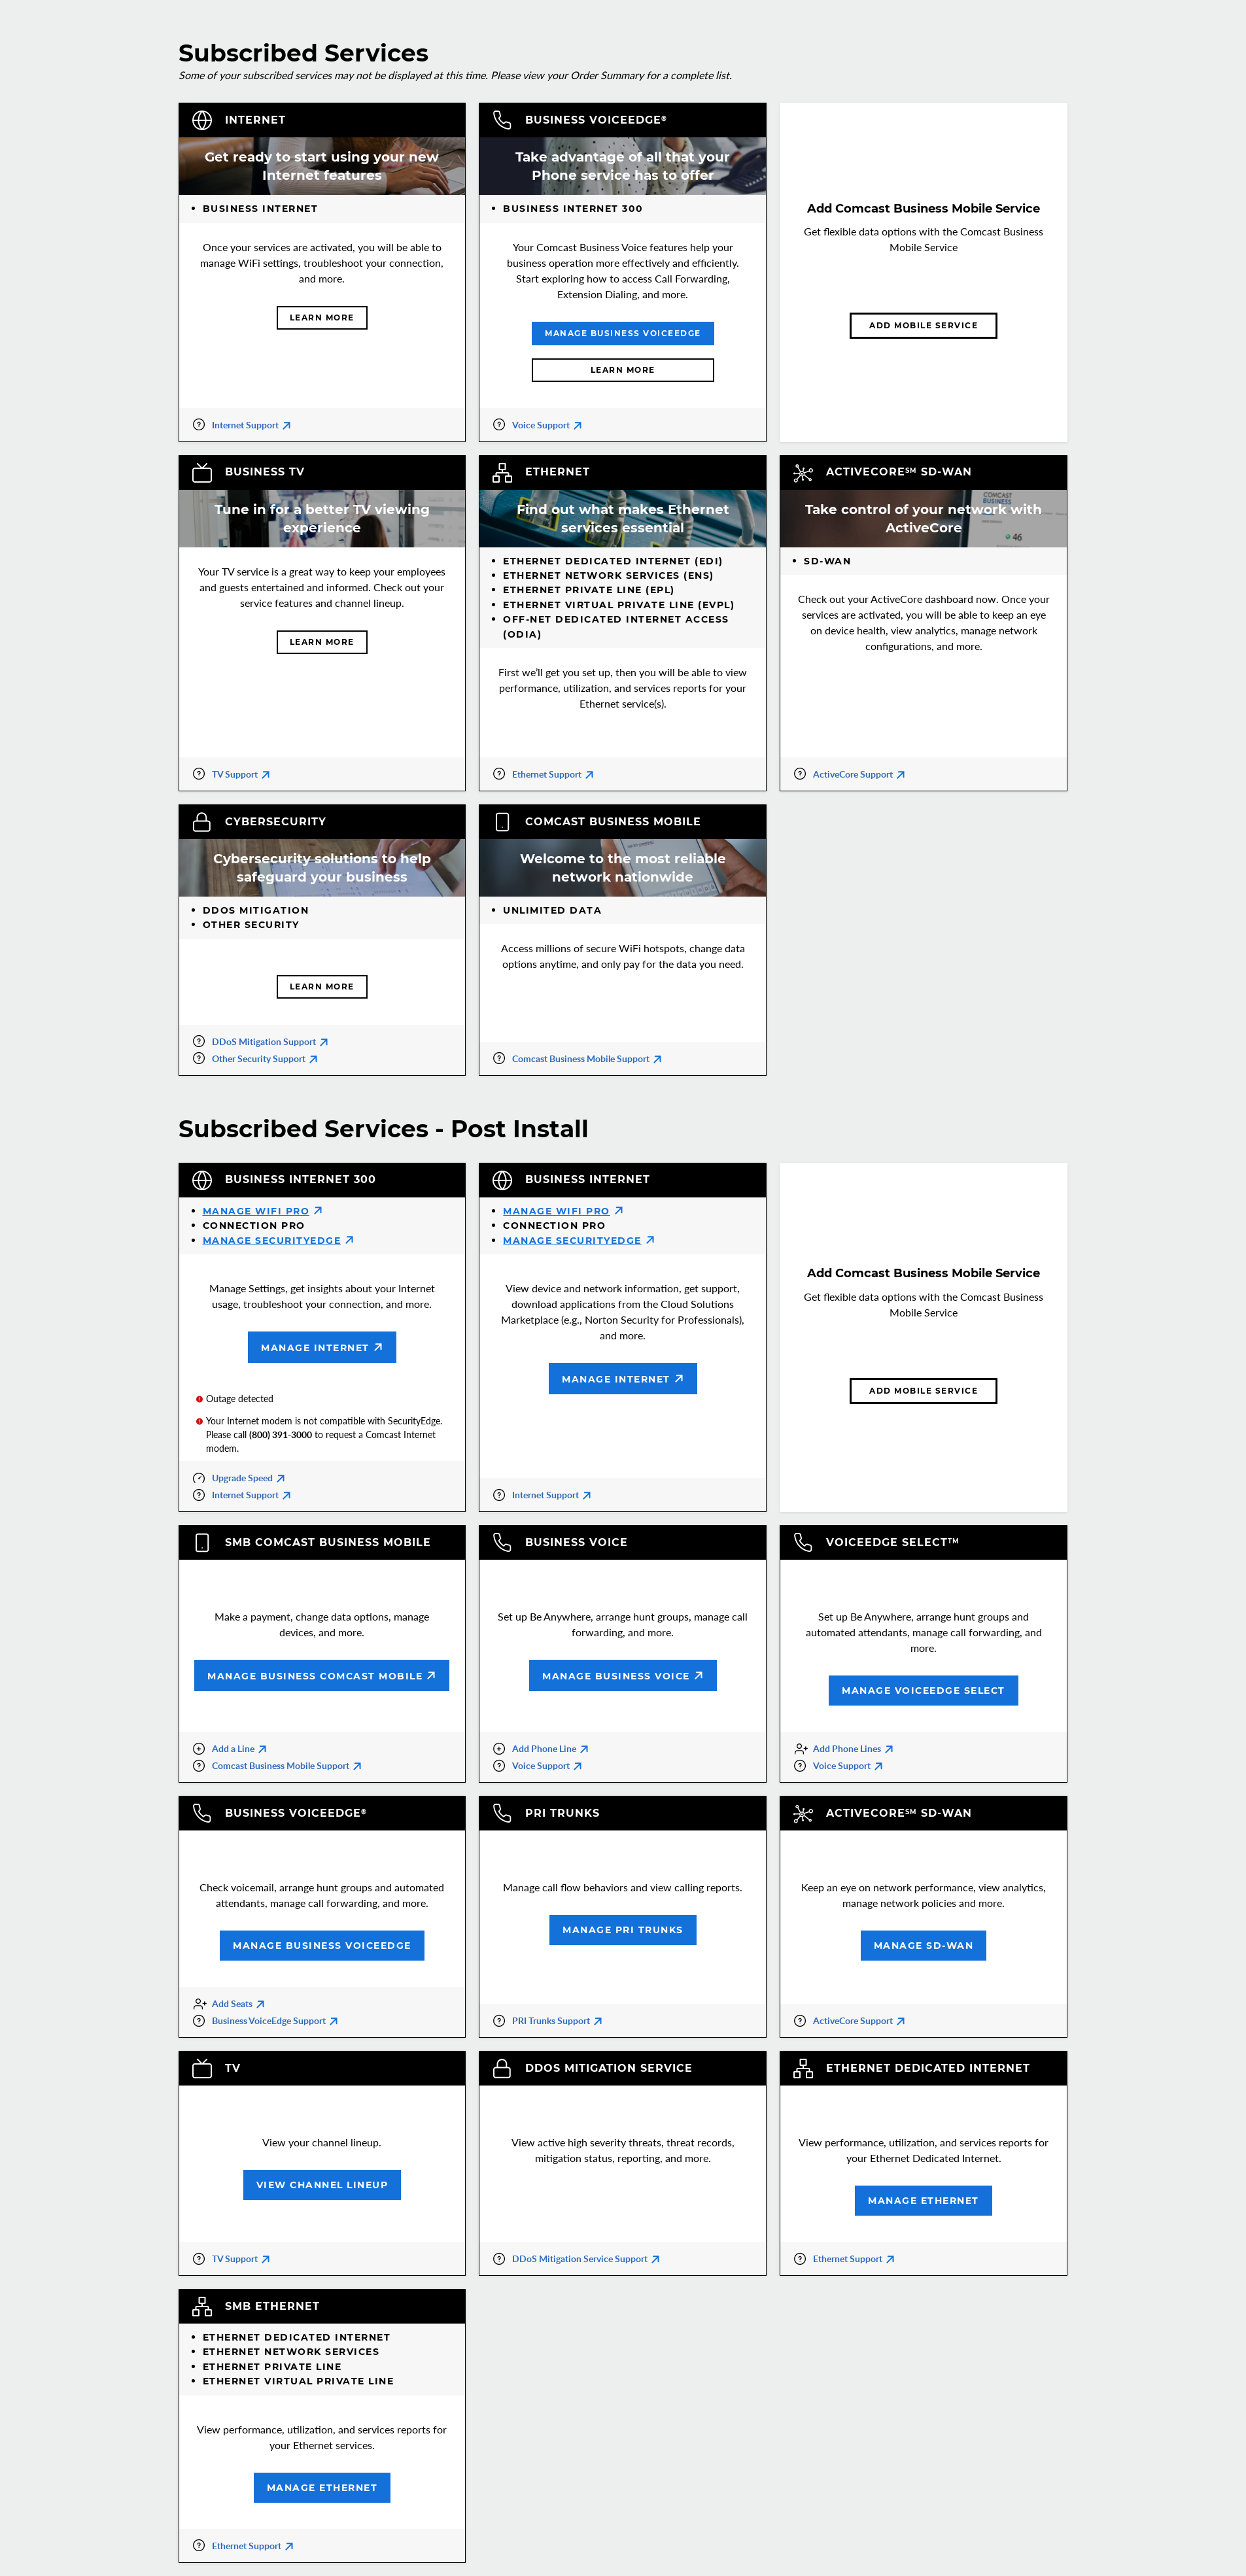 Subscribed Services
Some of your subscribed services may not be displayed at this time. Please view your Order Summary for a complete list.
INTERNET
Get ready to start using your new
Internet features
• BUSINESS INTERNET
Once your services are activated, you will be able to
manage WiFi settings, troubleshoot your connection,
and more.
LEARN MORE
Internet Support
BUSINESS VOICEEDGE®
Take advantage of all that your
Phone service has to offer
• BUSINESS INTERNET 300
Your Comcast Business Voice features help your
business operation more effectively and efficiently.
Start exploring how to access Call Forwarding,
Extension Dialing, and more.
MANAGE BUSINESS VOICEEDGE
LEARN MORE
Voice Support
Add Comcast Business Mobile Service
Get flexible data options with the Comcast Business
Mobile Service
ADD MOBILE SERVICE
BUSINESS TV
Tune in for a better TV viewing
experience
Your TV service is a great way to keep your employees
and guests entertained and informed. Check out your
service features and channel lineup.
LEARN MORE
TV Support
ETHERNET
Find out what makes Ethernet
services essential
• ETHERNET DEDICATED INTERNET (EDI)
• ETHERNET NETWORK SERVICES (ENS)
• ETHERNET PRIVATE LINE (EPL)
• ETHERNET VIRTUAL PRIVATE LINE (EVPL)
• OFF-NET DEDICATED INTERNET ACCESS
(ODIA)
First we’ll get you set up, then you will be able to view
performance, utilization, and services reports for your
Ethernet service(s).
Ethernet Support
ACTIVECORE℠ SD-WAN
COMCAST
BUSINESS
Take control of your network with
ActiveCore
46
• SD-WAN
Check out your ActiveCore dashboard now. Once your
services are activated, you will be able to keep an eye
on device health, view analytics, manage network
configurations, and more.
ActiveCore Support
CYBERSECURITY
Cybersecurity solutions to help
safeguard your business
• DDOS MITIGATION
• OTHER SECURITY
LEARN MORE
DDoS Mitigation Support
Other Security Support
COMCAST BUSINESS MOBILE
Welcome to the most reliable
network nationwide
• UNLIMITED DATA
Access millions of secure WiFi hotspots, change data
options anytime, and only pay for the data you need.
Comcast Business Mobile Support
Subscribed Services - Post Install
BUSINESS INTERNET 300
• MANAGE WIFI PRO
• CONNECTION PRO
• MANAGE SECURITYEDGE
Manage Settings, get insights about your Internet
usage, troubleshoot your connection, and more.
MANAGE INTERNET
Outage detected
Your Internet modem is not compatible with SecurityEdge.
Please call (800) 391-3000 to request a Comcast Internet
modem.
Upgrade Speed
Internet Support
BUSINESS INTERNET
• MANAGE WIFI PRO
• CONNECTION PRO
• MANAGE SECURITYEDGE
View device and network information, get support,
download applications from the Cloud Solutions
Marketplace (e.g., Norton Security for Professionals),
and more.
MANAGE INTERNET
Internet Support
Add Comcast Business Mobile Service
Get flexible data options with the Comcast Business
Mobile Service
ADD MOBILE SERVICE
SMB COMCAST BUSINESS MOBILE
Make a payment, change data options, manage
devices, and more.
MANAGE BUSINESS COMCAST MOBILE
Add a Line
Comcast Business Mobile Support
BUSINESS VOICE
Set up Be Anywhere, arrange hunt groups, manage call
forwarding, and more.
MANAGE BUSINESS VOICE
Add Phone Line
Voice Support
VOICEEDGE SELECT™
Set up Be Anywhere, arrange hunt groups and
automated attendants, manage call forwarding, and
more.
MANAGE VOICEEDGE SELECT
Add Phone Lines
Voice Support
BUSINESS VOICEEDGE®
Check voicemail, arrange hunt groups and automated
attendants, manage call forwarding, and more.
MANAGE BUSINESS VOICEEDGE
Add Seats
Business VoiceEdge Support
PRI TRUNKS
Manage call flow behaviors and view calling reports.
MANAGE PRI TRUNKS
PRI Trunks Support
ACTIVECORE℠ SD-WAN
Keep an eye on network performance, view analytics,
manage network policies and more.
MANAGE SD-WAN
ActiveCore Support
TV
View your channel lineup.
VIEW CHANNEL LINEUP
TV Support
DDOS MITIGATION SERVICE
View active high severity threats, threat records,
mitigation status, reporting, and more.
DDoS Mitigation Service Support
ETHERNET DEDICATED INTERNET
View performance, utilization, and services reports for
your Ethernet Dedicated Internet.
MANAGE ETHERNET
Ethernet Support
SMB ETHERNET
• ETHERNET DEDICATED INTERNET
• ETHERNET NETWORK SERVICES
• ETHERNET PRIVATE LINE
• ETHERNET VIRTUAL PRIVATE LINE
View performance, utilization, and services reports for
your Ethernet services.
MANAGE ETHERNET
Ethernet Support